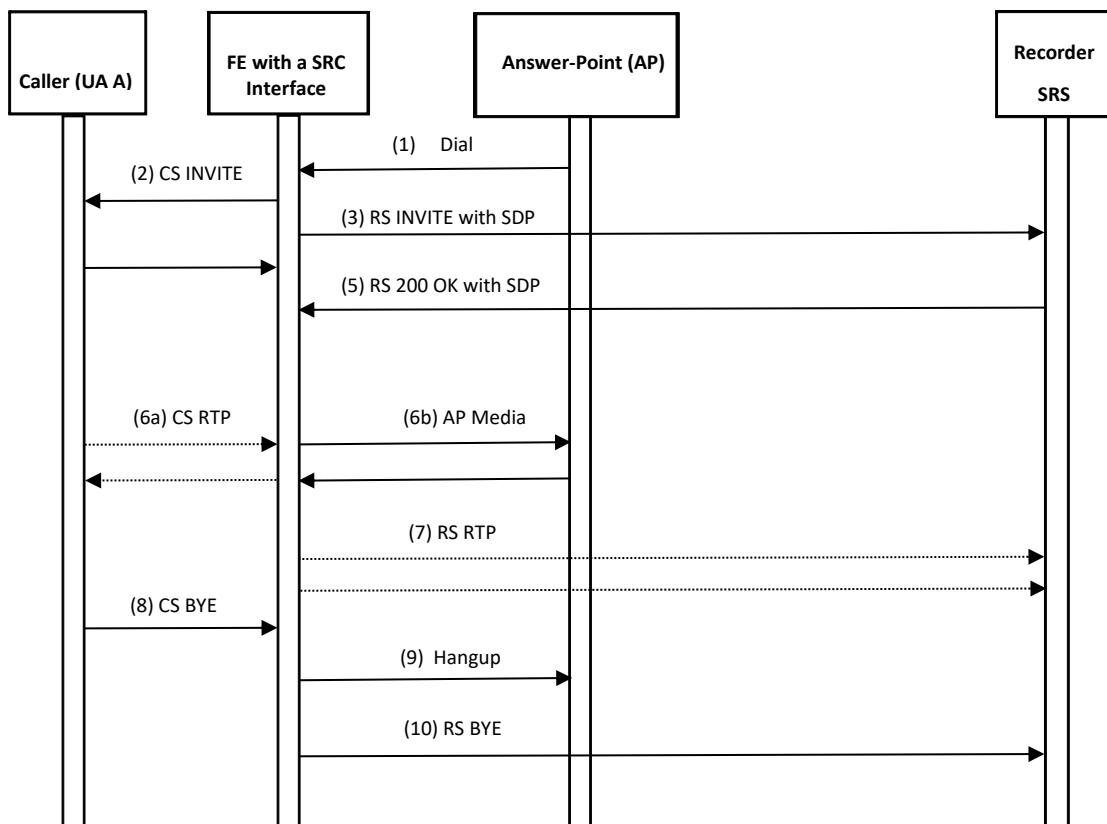 Caller (UA A)
FE with a SRC
Interface
Answer-Point (AP)
Recorder
SRS
(1) Dial
(2) CS INVITE
(3) RS INVITE with SDP
(5) RS 200 OK with SDP
(6a) CS RTP
(6b) AP Media
(7) RS RTP
(8) CS BYE
(9) Hangup
(10) RS BYE